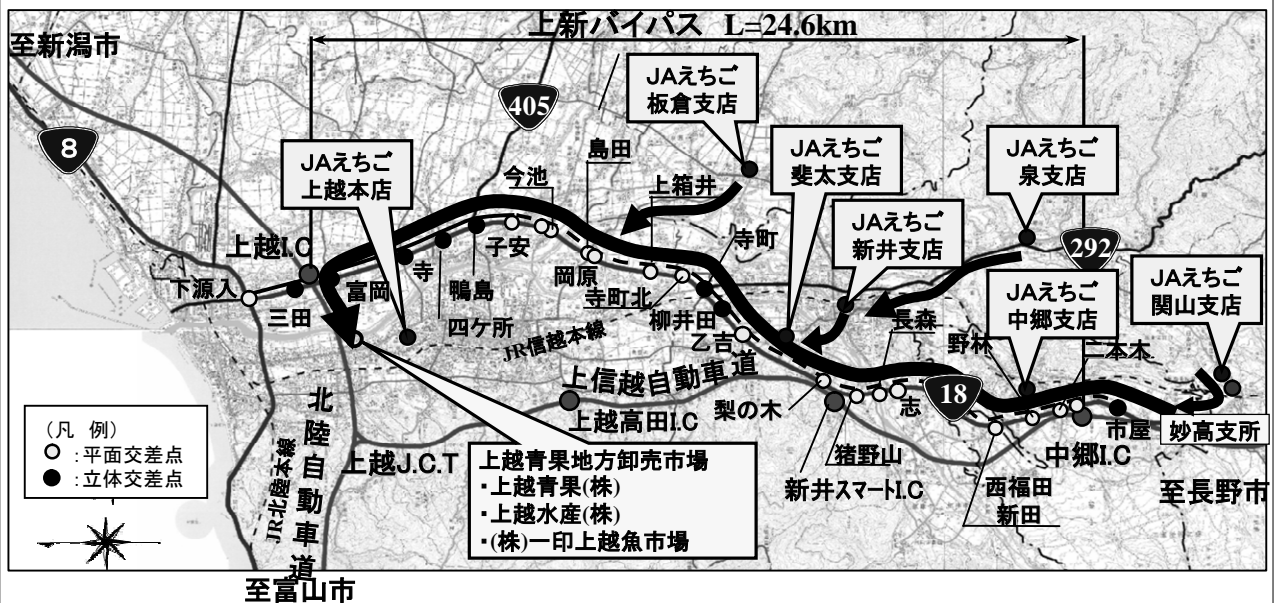 上新バイパス L=24.6km
至新潟市
8
405
JAえちご
板倉支店
JAえちご
上越本店
島田
今池
上箱井
JAえちご
斐太支店
JAえちご
泉支店
寺町
JAえちご
新井支店
292
JAえちご
関山支店
上越I.C
子安
寺
岡原
富岡
鴨島
寺町北
JAえちご
中郷支店
下源入
三田
四ケ所
柳井田
長森
野林
二本木
JR信越本線
乙吉
上信越自動車道
18
志
梨の木
上越高田I.C
市屋
妙高支所
北陸自動車道
JR北陸本線
(凡 例)
:平面交差点
:立体交差点
上越J.C.T
上越青果地方卸売市場
・上越青果(株)
・上越水産(株)
・(株)一印上越魚市場
猪野山
新井スマートI.C
中郷I.C
西福田
新田
至長野市
至富山市